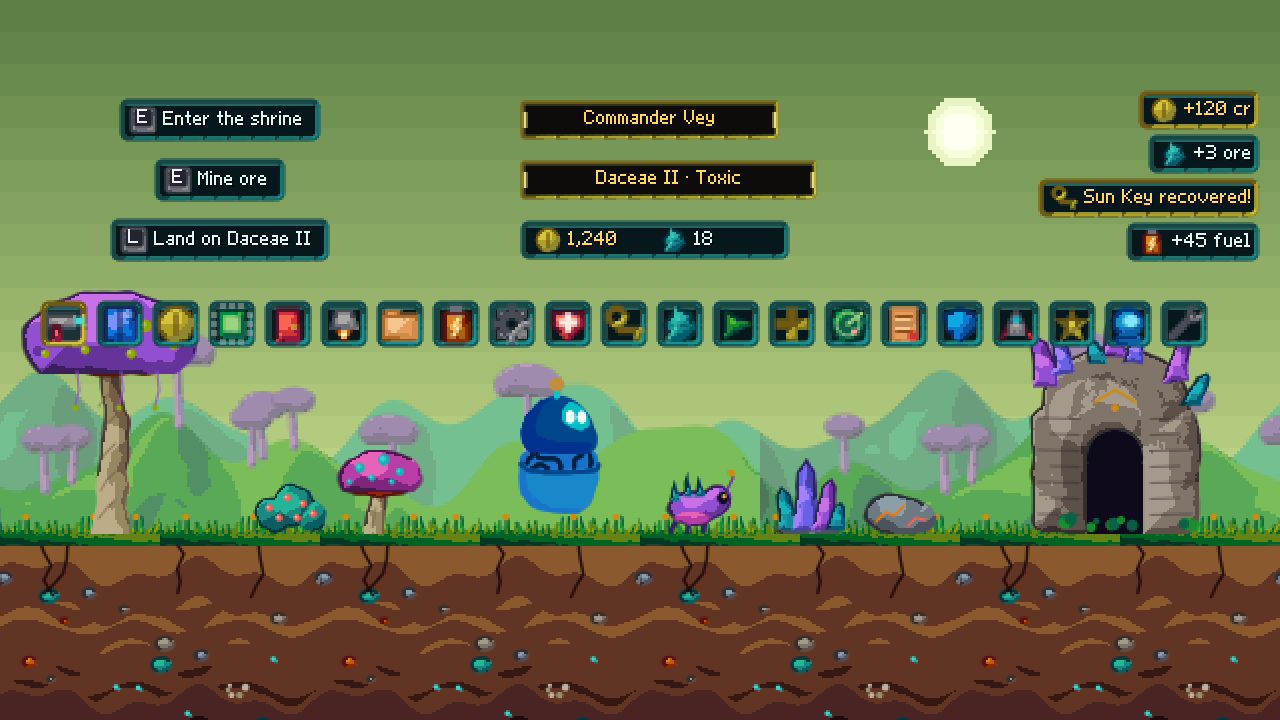 E Enter the shrine
E Mine ore
L Land on Daceae II
Commander Vey
Daceae II · Toxic
1,240 18
+120 cr
+3 ore
Sun Key recovered!
+45 fuel